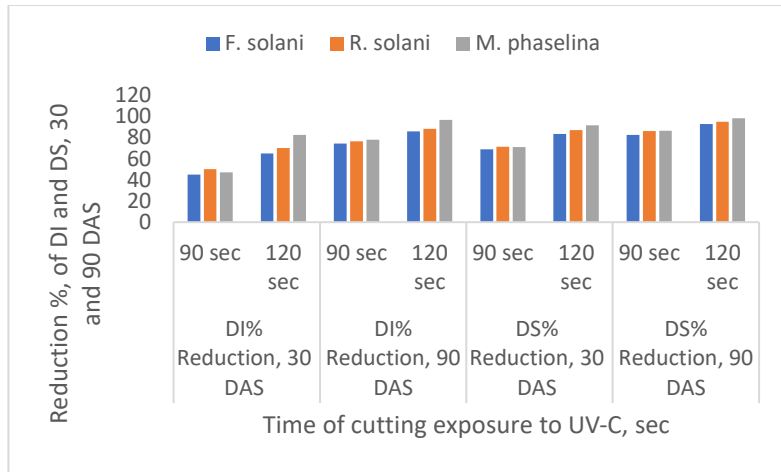 F. solani R. solani M. phaselina
Reduction %, of DI and DS, 30
and 90 DAS
120
100
80
60
40
20
0
90 sec 120 sec 90 sec 120 sec 90 sec 120 sec 90 sec 120 sec
DI% DI% DS% DS%
Reduction, 30 Reduction, 90 Reduction, 30 Reduction, 90
DAS DAS DAS DAS
Time of cutting exposure to UV-C, sec